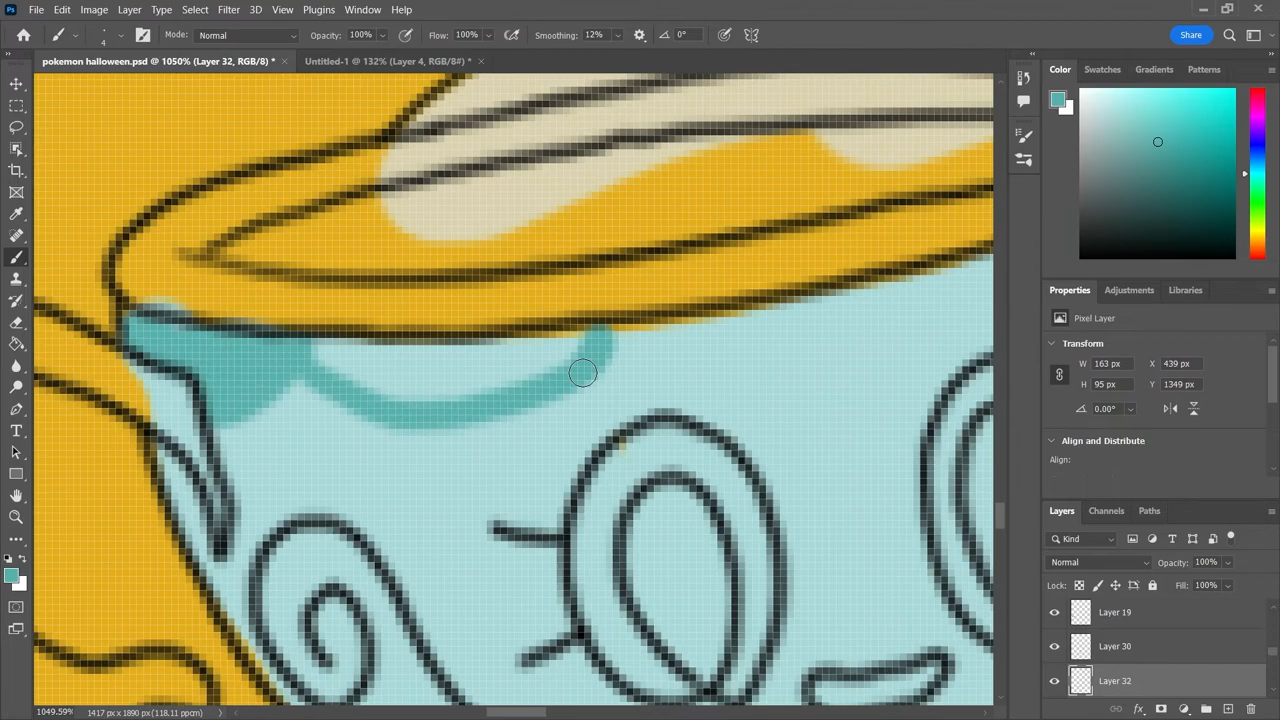 Ps File Edit Image Layer Type Select Filter 3D View Plugins Window Help
4 Mode: Normal Opacity: 100% Flow: 100% Smoothing: 12% 0° Share
pokemon halloween.psd @ 1050% (Layer 32, RGB/8) * Untitled-1 @ 132% (Layer 4, RGB/8#) *
Color Swatches Gradients Patterns
Properties Adjustments Libraries
Pixel Layer
Transform
W 163 px X 439 px
H 95 px Y 1349 px
0.00°
Align and Distribute
Align:
Layers Channels Paths
Kind
Normal Opacity: 100%
Lock: Fill: 100%
Layer 19
Layer 30
Layer 32
1049.59% 1417 px x 1890 px (118.11 ppcm)